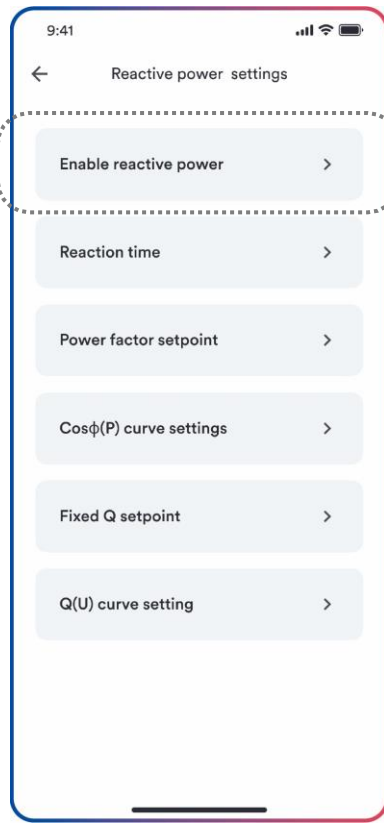 9:41
Reactive power settings
Enable reactive power
Reaction time
Power factor setpoint
Cosϕ(P) curve settings
Fixed Q setpoint
Q(U) curve setting